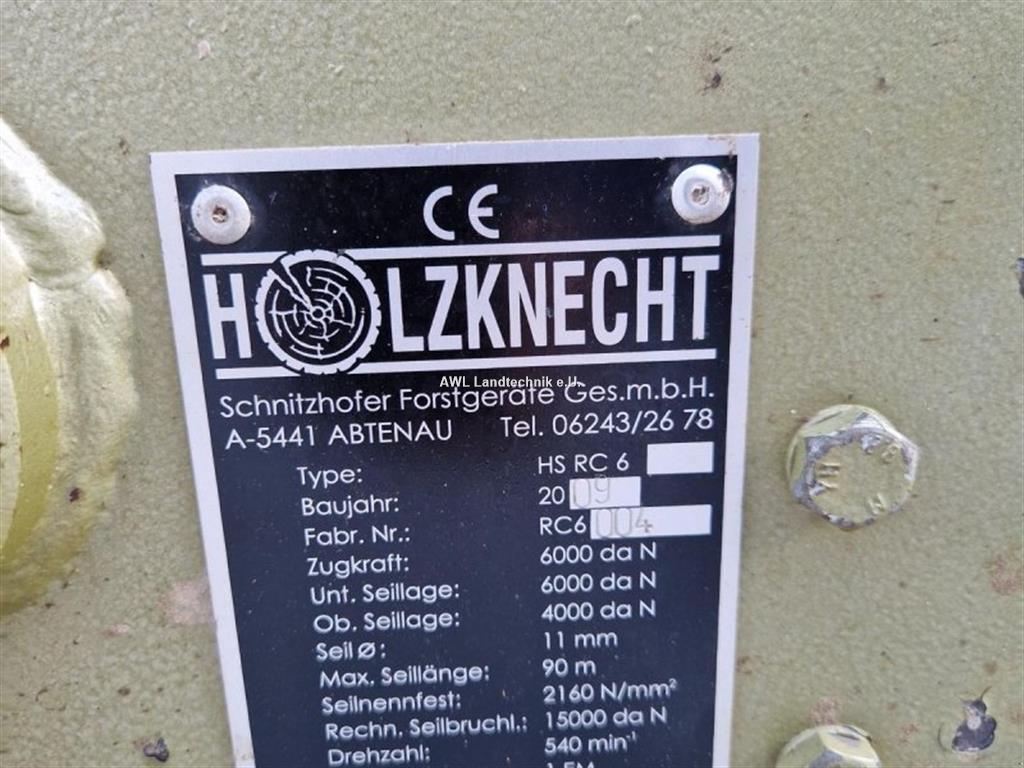 CE
HOLZKNECHT
AWL Landtechnik e.U.
Schnitzhofer Forstgeräte Ges.m.b.H.
A-5441 ABTENAU Tel. 06243/26 78
Type: HS RC 6
Baujahr: 2009
Fabr. Nr.: RC6 004
Zugkraft: 6000 da N
Unt. Seillage: 6000 da N
Ob. Seillage: 4000 da N
Seil Ø: 11 mm
Max. Seillänge: 90 m
Seilnennfest.: 2160 N/mm²
Rechn. Seilbruchl.: 15000 da N
Drehzahl: 540 min⁻¹